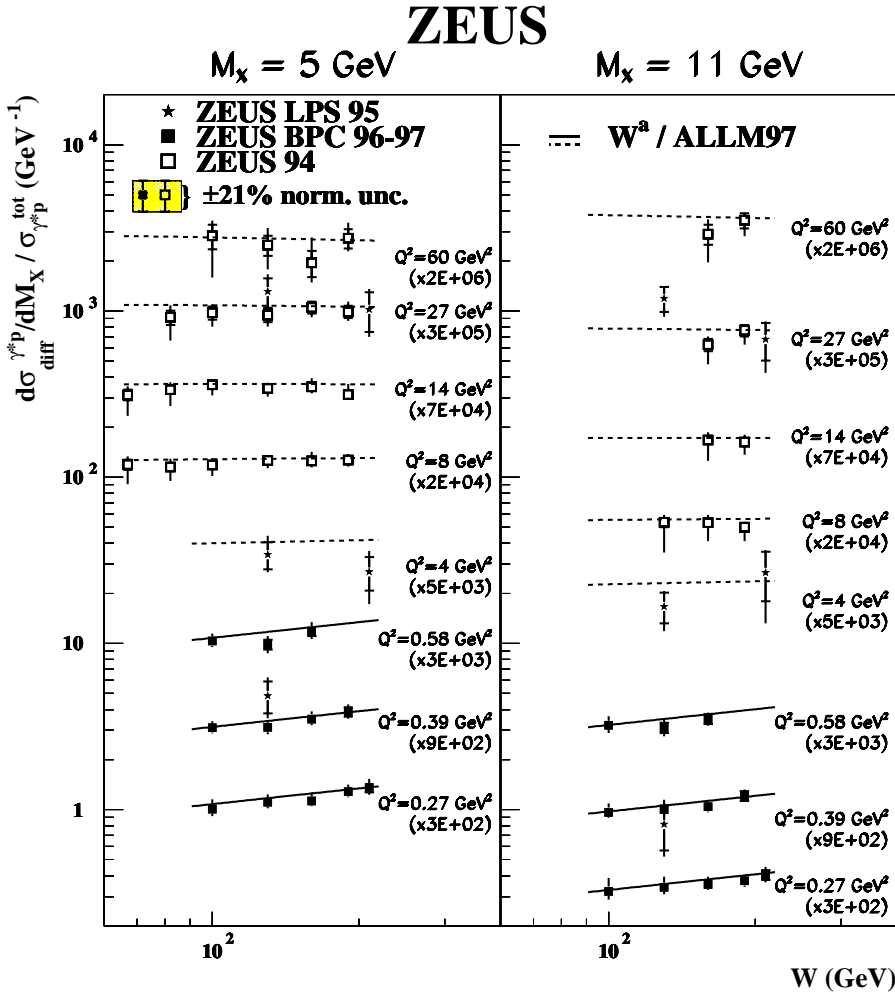 ZEUS
Mx = 5 GeV
Mx = 11 GeV
dσ diff γ*p/dMX / σ γ*p tot (GeV -1)
ZEUS LPS 95
ZEUS BPC 96-97
ZEUS 94
} ±21% norm. unc.
Wa / ALLM97
10 4
10 3
10 2
10
1
Q2=60 GeV2
(x2E+06)
Q2=27 GeV2
(x3E+05)
Q2=14 GeV2
(x7E+04)
Q2=8 GeV2
(x2E+04)
Q2=4 GeV2
(x5E+03)
Q2=0.58 GeV2
(x3E+03)
Q2=0.39 GeV2
(x9E+02)
Q2=0.27 GeV2
(x3E+02)
Q2=60 GeV2
(x2E+06)
Q2=27 GeV2
(x3E+05)
Q2=14 GeV2
(x7E+04)
Q2=8 GeV2
(x2E+04)
Q2=4 GeV2
(x5E+03)
Q2=0.58 GeV2
(x3E+03)
Q2=0.39 GeV2
(x9E+02)
Q2=0.27 GeV2
(x3E+02)
10 2
10 2
W (GeV)